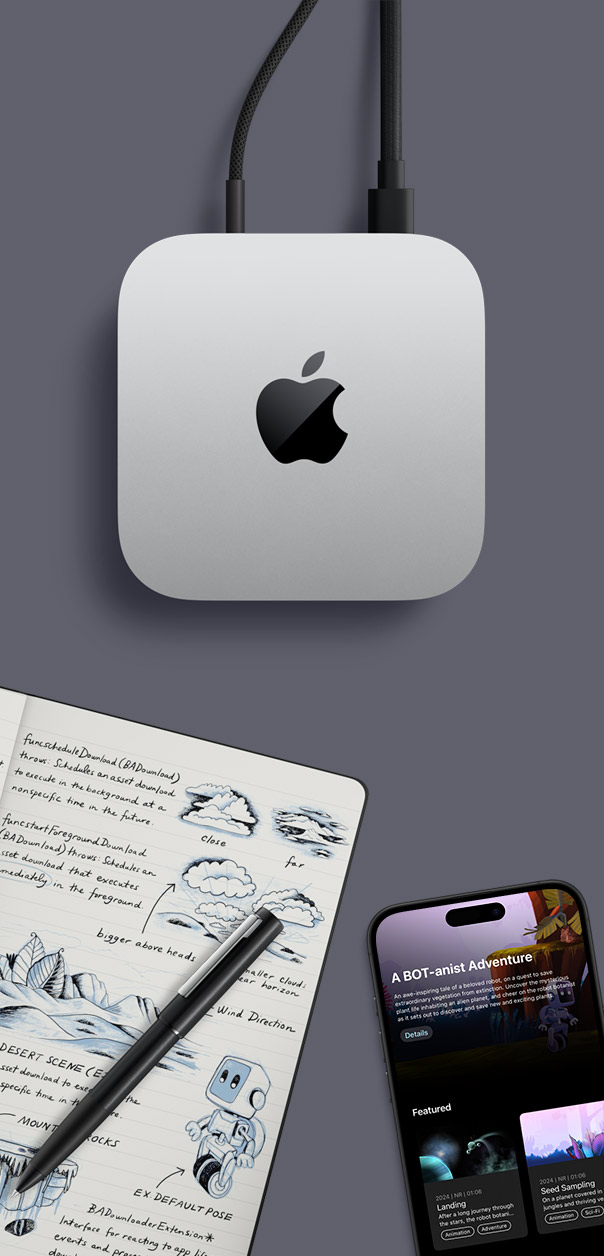 funcscheduleDownload (BADownload)
throws: Schedules an asset download
to execute in the background at a
nonspecific time in the future.
close
far
funcstartForegroundDownload
(BADownload) throws: Schedules an
sset download that executes
mediately in the foreground.
bigger above heads
maller cloud:
ear horizon
Wind Direction
DESERT SCENE (E
sset download to exe the
specific time in re.
MOUNT ROCKS
EX. DEFAULT POSE
BADownloaderExtension*
Interface for reacting to app life
events and proce
A BOT-anist Adventure
An awe-inspiring tale of a beloved robot, on a quest to save
extraordinary vegetation from extinction. Uncover the mysterious
plant life inhabiting an alien planet, and cheer on the robot botanist
as it sets out to discover and save new and exciting plants.
Details
Featured
2024 | NR | 01:06
Landing
After a long journey through
the stars, the robot botani...
Animation
Adventure
2024 | NR | 01:06
Seed Sampling
On a planet covered in
jungles and thriving ve
Animation
Sci-Fi